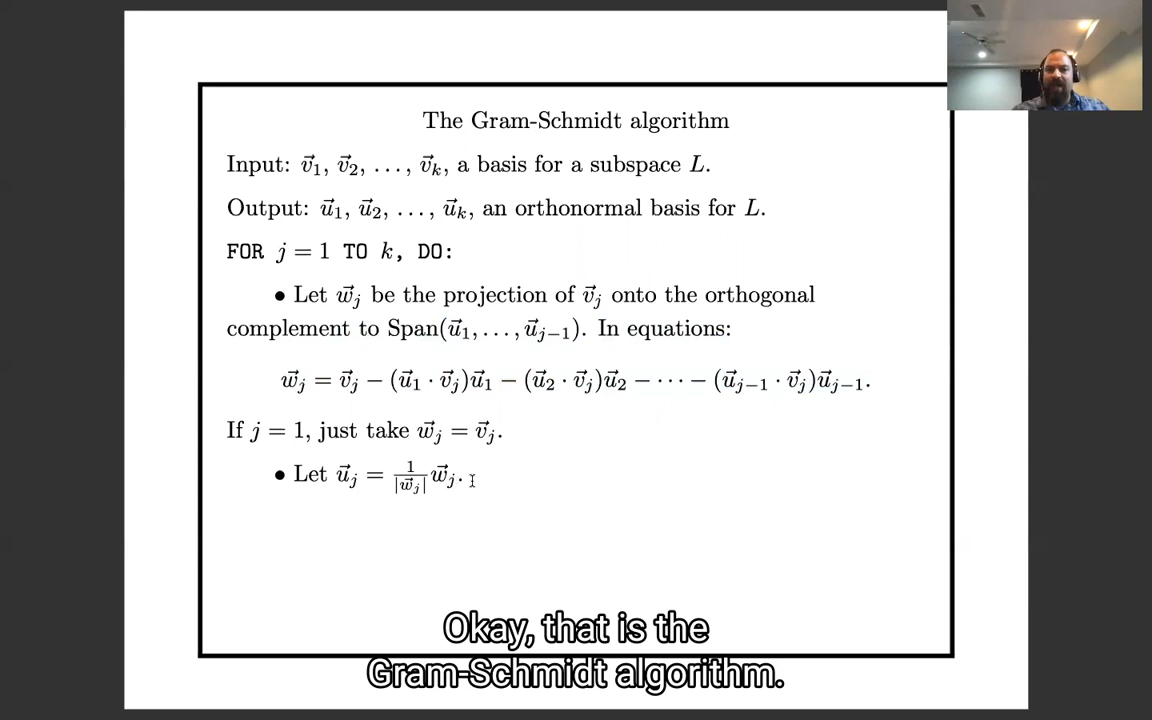 The Gram-Schmidt algorithm
Input: v⃗₁, v⃗₂, …, v⃗ₖ, a basis for a subspace L.
Output: u⃗₁, u⃗₂, …, u⃗ₖ, an orthonormal basis for L.
FOR j = 1 TO k, DO:
• Let w⃗ⱼ be the projection of v⃗ⱼ onto the orthogonal
complement to Span(u⃗₁, …, u⃗ⱼ₋₁). In equations:
w⃗ⱼ = v⃗ⱼ − (u⃗₁ · v⃗ⱼ)u⃗₁ − (u⃗₂ · v⃗ⱼ)u⃗₂ − ⋯ − (u⃗ⱼ₋₁ · v⃗ⱼ)u⃗ⱼ₋₁.
If j = 1, just take w⃗ⱼ = v⃗ⱼ.
• Let u⃗ⱼ = 1/|w⃗ⱼ| w⃗ⱼ.
Okay, that is the
Gram-Schmidt algorithm.